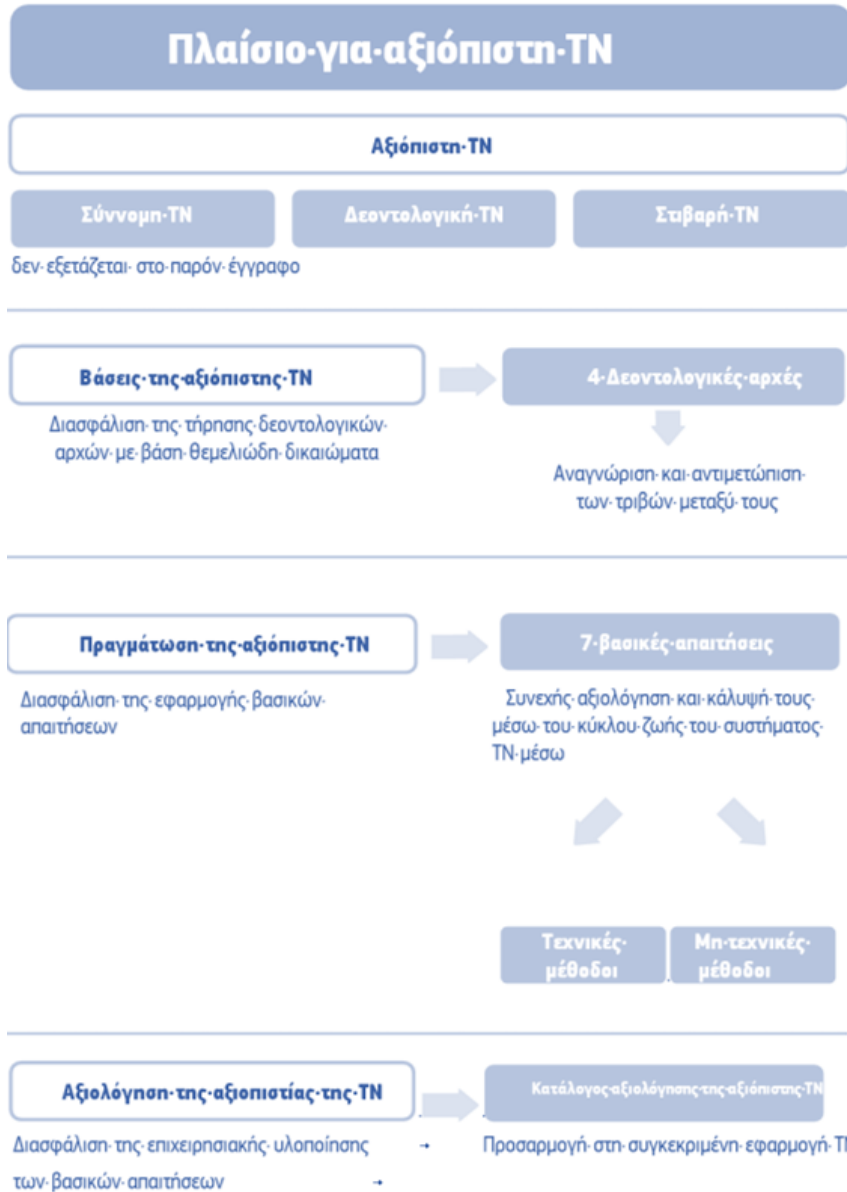 Πλαίσιο·για·αξιόπιστη·ΤΝ
Αξιόπιστη·ΤΝ
Σύννομη·ΤΝ
Δεοντολογική·ΤΝ
Στιβαρή·ΤΝ
δεν·εξετάζεται·στο·παρόν·έγγραφο
Βάσεις·της·αξιόπιστης·ΤΝ
4·Δεοντολογικές·αρχές
Διασφάλιση·της·τήρησης·δεοντολογικών·
αρχών·με·βάση·θεμελιώδη·δικαιώματα
Αναγνώριση·και·αντιμετώπιση·
των·τριβών·μεταξύ·τους
Πραγμάτωση·της·αξιόπιστης·ΤΝ
7·βασικές·απαιτήσεις
Διασφάλιση·της·εφαρμογής·βασικών·
απαιτήσεων
Συνεχής·αξιολόγηση·και·κάλυψή·τους·
μέσω·του·κύκλου·ζωής·του·συστήματος·
ΤΝ·μέσω
Τεχνικές·
μέθοδοι
Μη·τεχνικές·
μέθοδοι
Αξιολόγηση·της·αξιοπιστίας·της·ΤΝ
Κατάλογος·αξιολόγησης·της·αξιόπιστης·ΤΝ
Διασφάλιση·της·επιχειρησιακής·υλοποίησης →
των·βασικών·απαιτήσεων →
Προσαρμογή·στη·συγκεκριμένη·εφαρμογή·ΤΝ